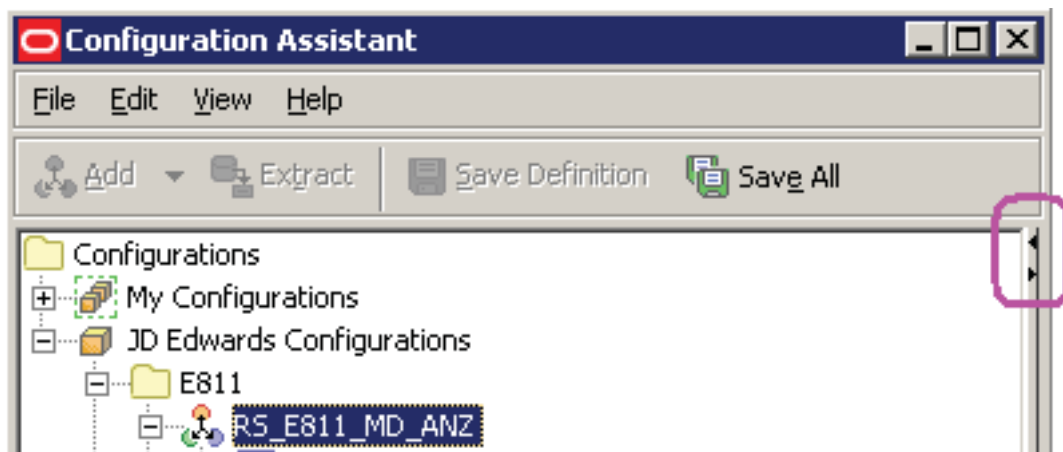 Configuration Assistant
File Edit View Help
Add Extract Save Definition Save All
Configurations
My Configurations
JD Edwards Configurations
E811
RS_E811_MD_ANZ